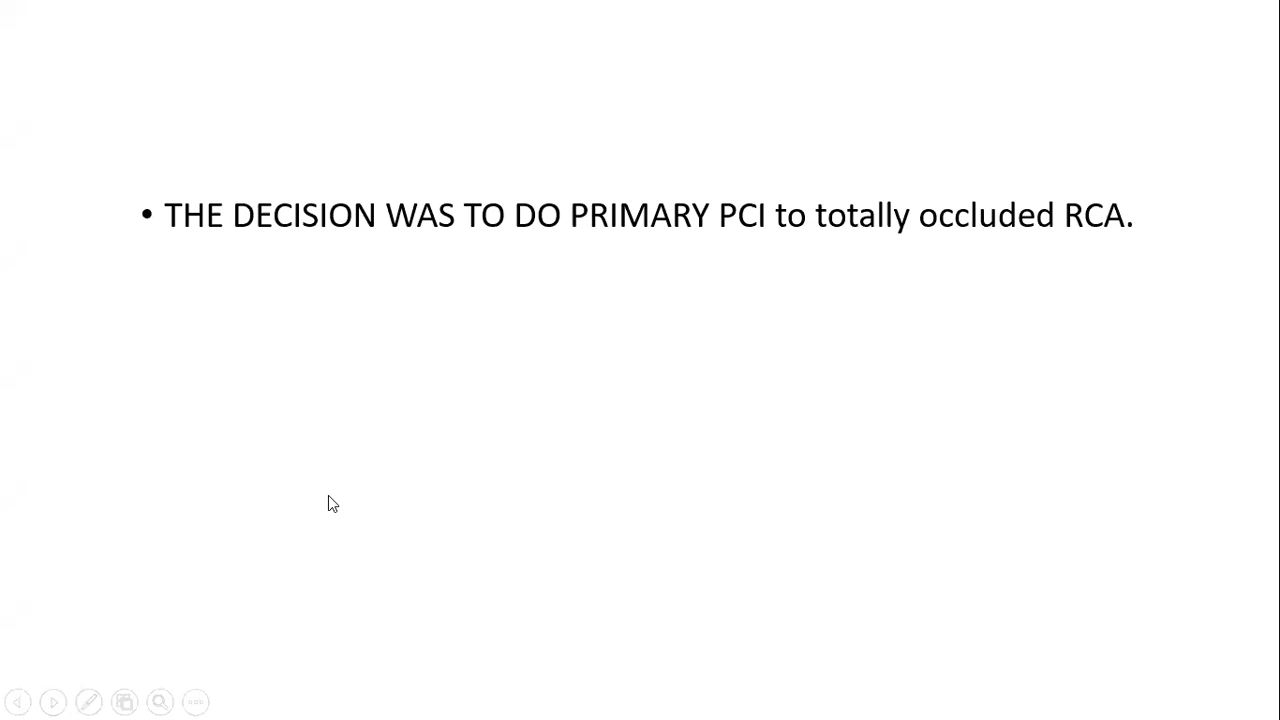 • THE DECISION WAS TO DO PRIMARY PCI to totally occluded RCA.